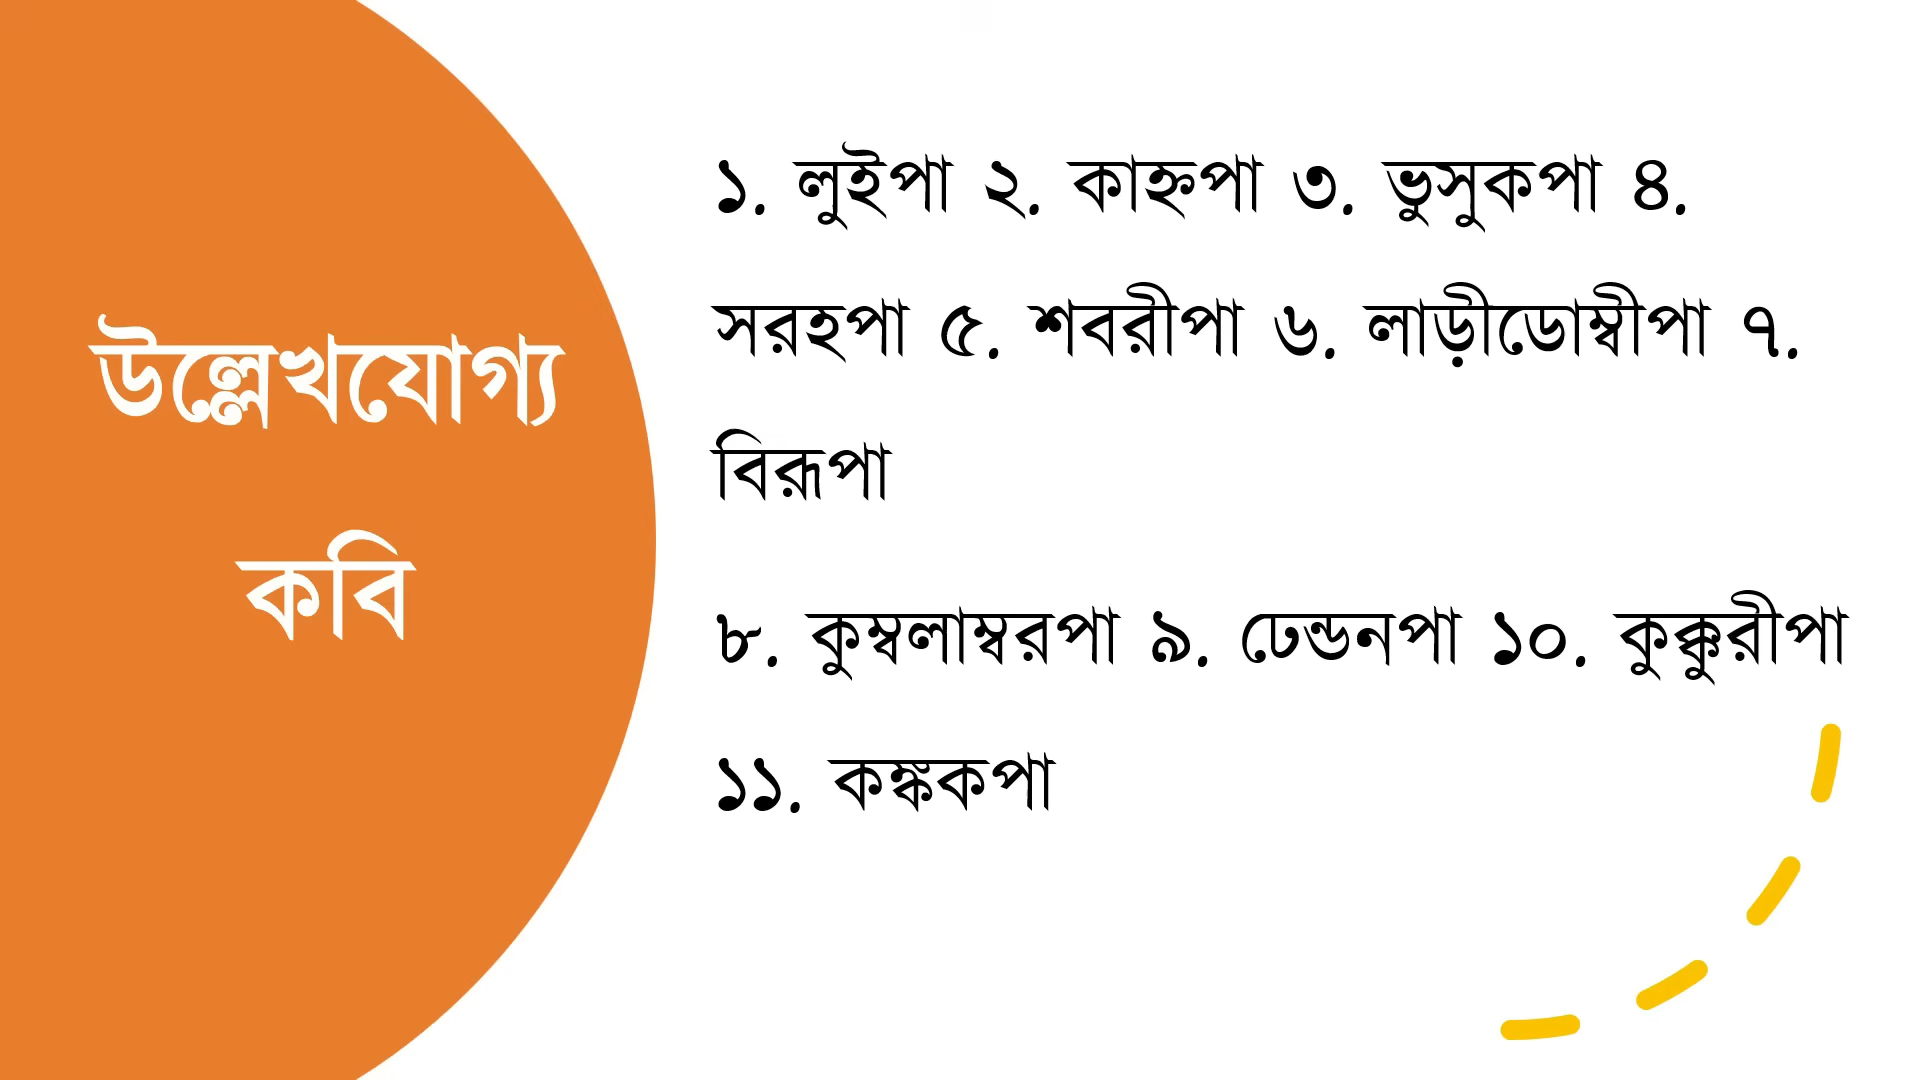 উল্লেখযোগ্য
কবি
১. লুইপা ২. কাহ্নপা ৩. ভুসুকপা ৪.
সরহপা ৫. শবরীপা ৬. লাড়ীডোম্বীপা ৭.
বিরূপা
৮. কুম্বলাম্বরপা ৯. ঢেন্ডনপা ১০. কুক্কুরীপা
১১. কঙ্ককপা